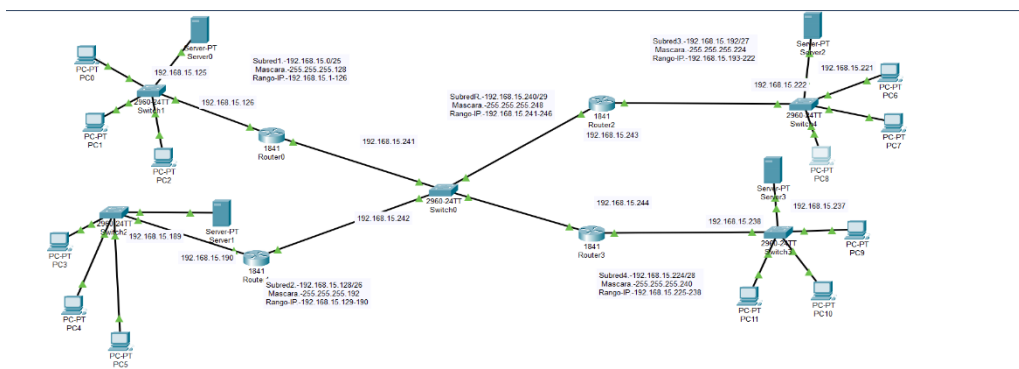 Server-PT
Server0
PC-PT
PC0
192.168.15.125
2960-24TT
Switch1
PC-PT
PC1
PC-PT
PC2
Subred1.-192.168.15.0/25
Mascara.-255.255.255.128
Rango-IP.-192.168.15.1-126
192.168.15.126
1841
Router0
192.168.15.241
Subred3.-192.168.15.192/27
Mascara.-255.255.255.224
Rango-IP.-192.168.15.193-222
Server-PT
Server2
192.168.15.221
192.168.15.222
PC-PT
PC6
2960-24TT
Switch4
PC-PT
PC7
PC-PT
PC8
SubredR.-192.168.15.240/29
Mascara.-255.255.255.248
Rango-IP.-192.168.15.241-246
1841
Router2
192.168.15.243
2960-24TT
Switch0
Server-PT
Server3
192.168.15.244
192.168.15.237
192.168.15.238
2960-24TT
Switch3
PC-PT
PC9
1841
Router3
PC-PT
PC10
PC-PT
PC11
Subred4.-192.168.15.224/28
Mascara.-255.255.255.240
Rango-IP.-192.168.15.225-238
192.168.15.242
2960-24TT
Switch2
Server-PT
Server1
192.168.15.189
192.168.15.190
PC-PT
PC3
1841
PC-PT
PC4
PC-PT
PC5
Subred2.-192.168.15.128/26
Mascara.-255.255.255.192
Rango-IP.-192.168.15.129-190